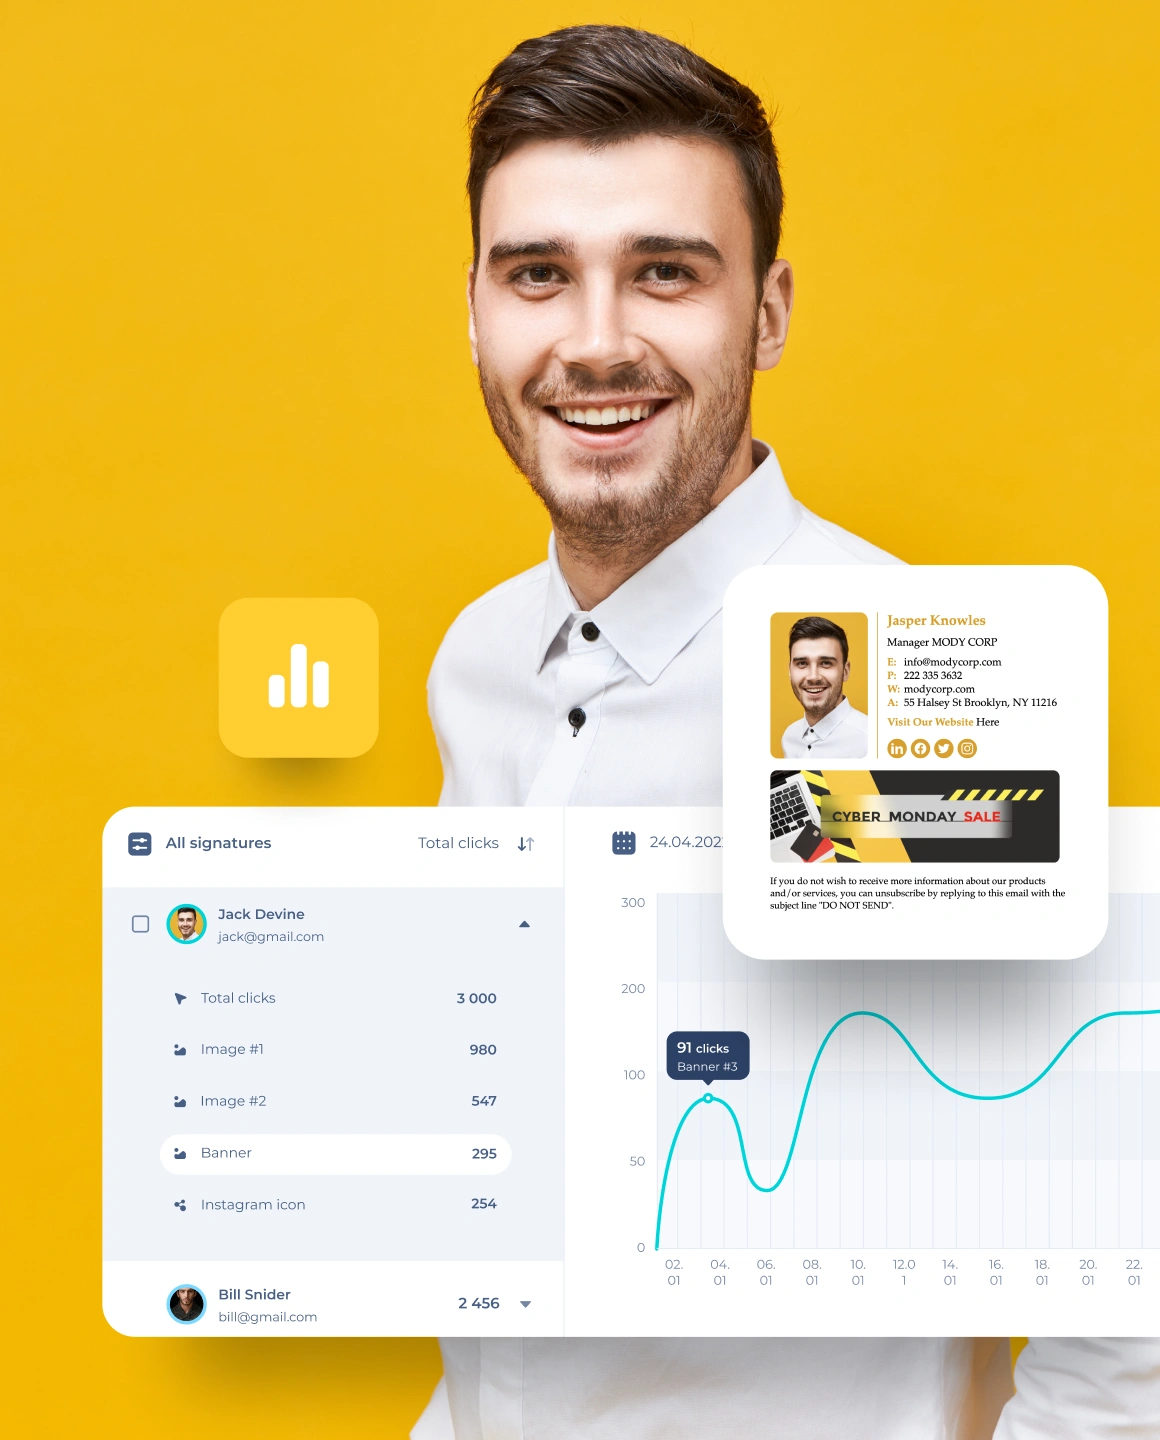 Jasper Knowles
Manager MODY CORP
E: info@modycorp.com
P: 222 335 3632
W: modycorp.com
A: 55 Halsey St Brooklyn, NY 11216
Visit Our Website Here
in
CYBER MONDAY SALE
If you do not wish to receive more information about our products
and/or services, you can unsubscribe by replying to this email with the
subject line "DO NOT SEND".
All signatures
Total clicks
Jack Devine
jack@gmail.com
Total clicks 3 000
Image #1 980
Image #2 547
Banner 295
Instagram icon 254
Bill Snider
bill@gmail.com
2 456
24.04.202
300
200
100
50
0
91 clicks
Banner #3
02. 04. 06. 08. 10. 12.0 14. 16. 18. 20. 22.
01 01 01 01 01 1 01 01 01 01 01